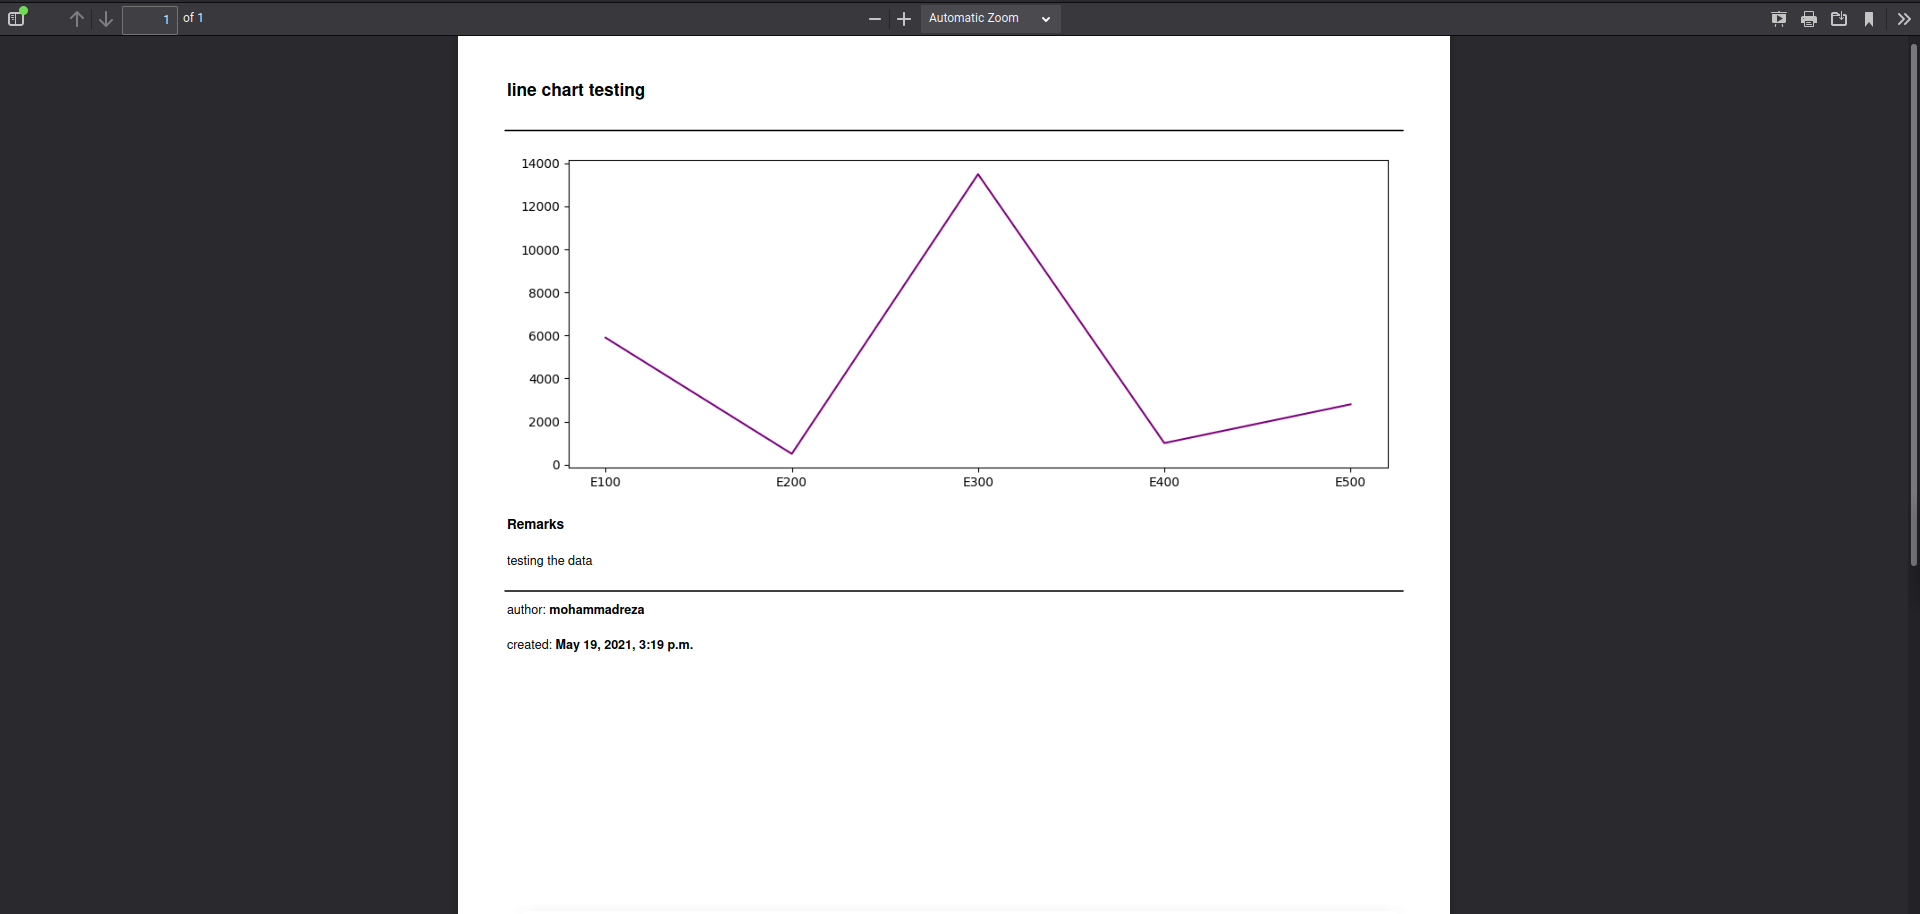 1 of 1 Automatic Zoom
line chart testing
14000
12000
10000
8000
6000
4000
2000
0
E100 E200 E300 E400 E500
Remarks
testing the data
author: mohammadreza
created: May 19, 2021, 3:19 p.m.